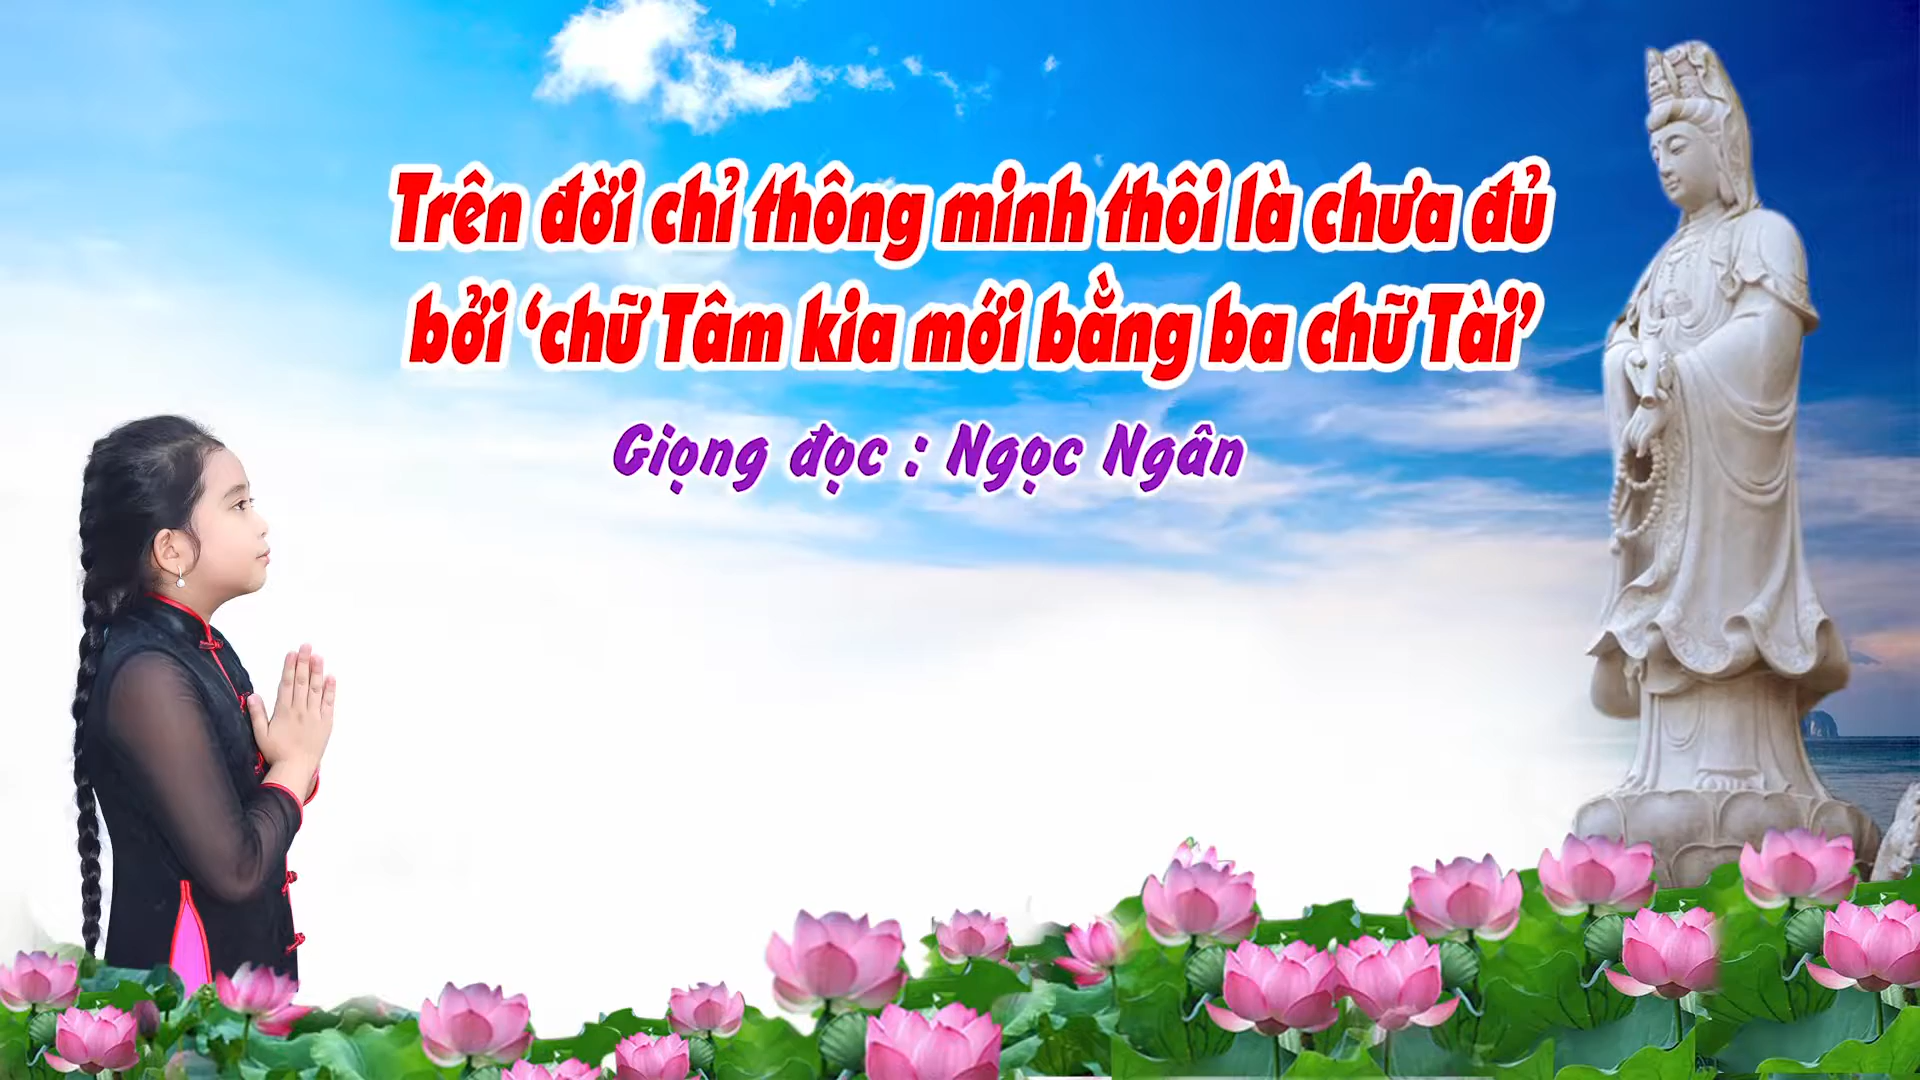 Trên đời chỉ thông minh thôi là chưa đủ
bởi ‘chữ Tâm kia mới bằng ba chữ Tài’
Giọng đọc : Ngọc Ngân